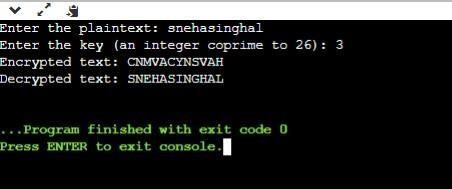 Enter the plaintext: snehasinghal
Enter the key (an integer coprime to 26): 3
Encrypted text: CNMVACYNSVAH
Decrypted text: SNEHASINGHAL
...Program finished with exit code 0
Press ENTER to exit console.